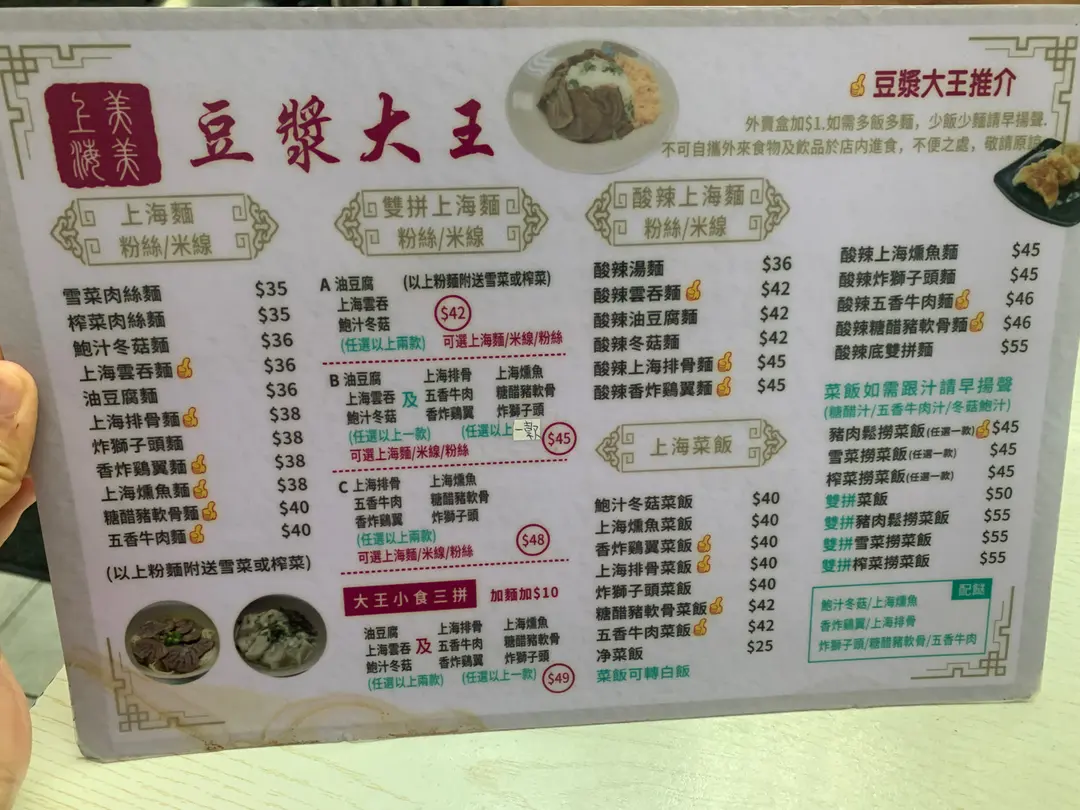 上海美美
豆漿大王
豆漿大王推介
外賣盒加$1.如需多飯多麵，少飯少麵請早揚聲.
不可自攜外來食物及飲品於店內進食，不便之處，敬請原諒
上海麵
粉絲/米線
雪菜肉絲麵 $35
榨菜肉絲麵 $35
鮑汁冬菇麵 $36
上海雲吞麵 $36
油豆腐麵 $36
上海排骨麵 $38
炸獅子頭麵 $38
香炸鷄翼麵 $38
上海燻魚麵 $38
糖醋豬軟骨麵 $40
五香牛肉麵 $40
(以上粉麵附送雪菜或榨菜)
雙拼上海麵
粉絲/米線
A 油豆腐 (以上粉麵附送雪菜或榨菜)
上海雲吞 $42
鮑汁冬菇
(任選以上兩款) 可選上海麵/米線/粉絲
B 油豆腐 上海排骨 上海燻魚
上海雲吞 及 五香牛肉 糖醋豬軟骨
鮑汁冬菇 香炸鷄翼 炸獅子頭
(任選以上一款) (任選以上一款 $45
可選上海麵/米線/粉絲
C 上海排骨 上海燻魚
五香牛肉 糖醋豬軟骨
香炸鷄翼 炸獅子頭
(任選以上兩款) $48
可選上海麵/米線/粉絲
大王小食三拼 加麵加$10
油豆腐 上海排骨 上海燻魚
上海雲吞 及 五香牛肉 糖醋豬軟骨
鮑汁冬菇 香炸鷄翼 炸獅子頭
(任選以上兩款) (任選以上一款) $49
酸辣上海麵
粉絲/米線
酸辣湯麵 $36
酸辣雲吞麵 $42
酸辣油豆腐麵 $42
酸辣冬菇麵 $42
酸辣上海排骨麵 $45
酸辣香炸鷄翼麵 $45
酸辣上海燻魚麵 $45
酸辣炸獅子頭麵 $45
酸辣五香牛肉麵 $46
酸辣糖醋豬軟骨麵 $46
酸辣底雙拼麵 $55
上海菜飯
鮑汁冬菇菜飯 $40
上海燻魚菜飯 $40
香炸鷄翼菜飯 $40
上海排骨菜飯 $40
炸獅子頭菜飯 $40
糖醋豬軟骨菜飯 $42
五香牛肉菜飯 $42
净菜飯 $25
菜飯可轉白飯
菜飯如需跟汁請早揚聲
(糖醋汁/五香牛肉汁/冬菇鮑汁)
豬肉鬆撈菜飯(任選一款) $45
雪菜撈菜飯(任選一款) $45
榨菜撈菜飯(任選一款) $45
雙拼菜飯 $50
雙拼豬肉鬆撈菜飯 $55
雙拼雪菜撈菜飯 $55
雙拼榨菜撈菜飯 $55
配餸
鮑汁冬菇/上海燻魚
香炸鷄翼/上海排骨
炸獅子頭/糖醋豬軟骨/五香牛肉